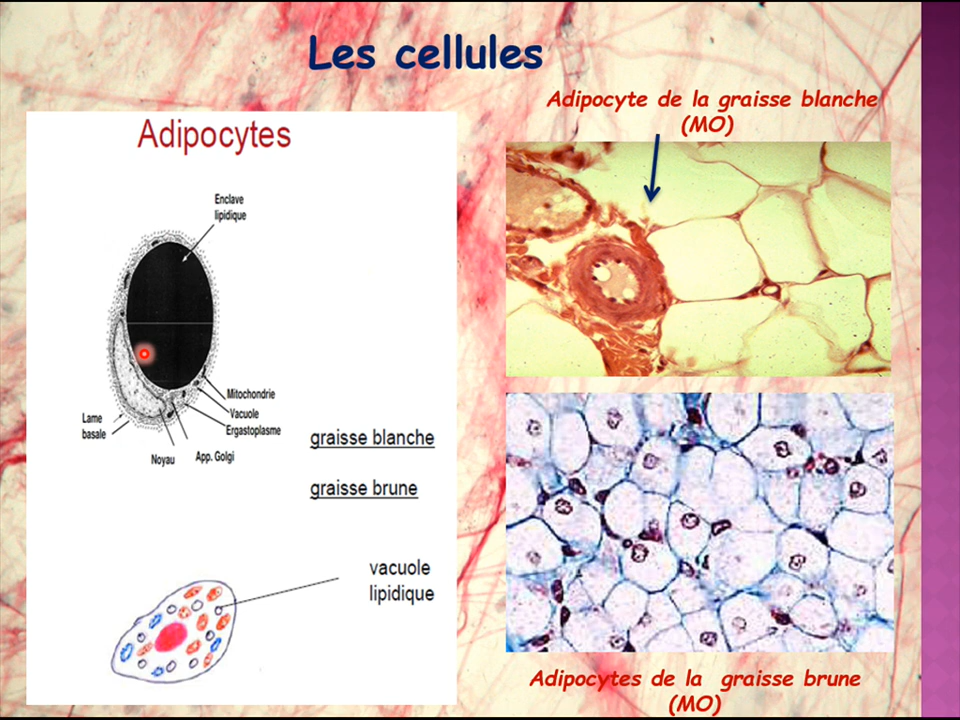 Les cellules
Adipocyte de la graisse blanche
(MO)
Adipocytes
Enclave
lipidique
Mitochondrie
Vacuole
Ergastoplasme
Lame
basale
Noyau
App. Golgi
graisse blanche
graisse brune
vacuole
lipidique
Adipocytes de la graisse brune
(MO)